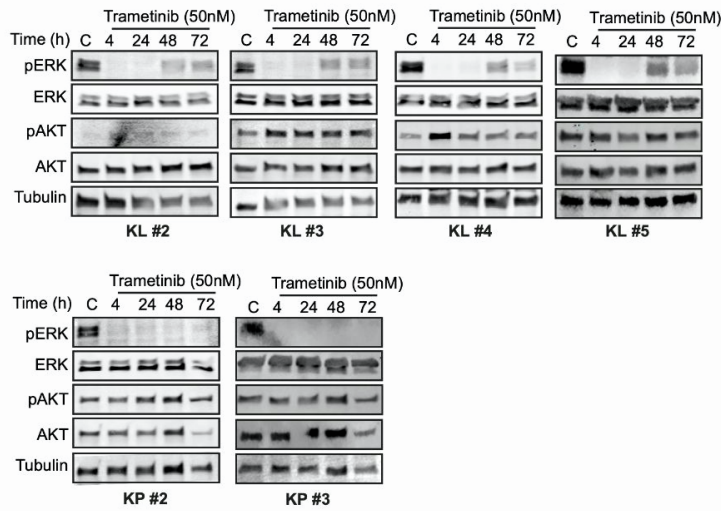 Trametinib (50nM) Trametinib (50nM) Trametinib (50nM) Trametinib (50nM)
Time (h) C 4 24 48 72 C 4 24 48 72 C 4 24 48 72 C 4 24 48 72
pERK
ERK
pAKT
AKT
Tubulin
KL #2 KL #3 KL #4 KL #5
Trametinib (50nM) Trametinib (50nM)
Time (h) C 4 24 48 72 C 4 24 48 72
pERK
ERK
pAKT
AKT
Tubulin
KP #2 KP #3